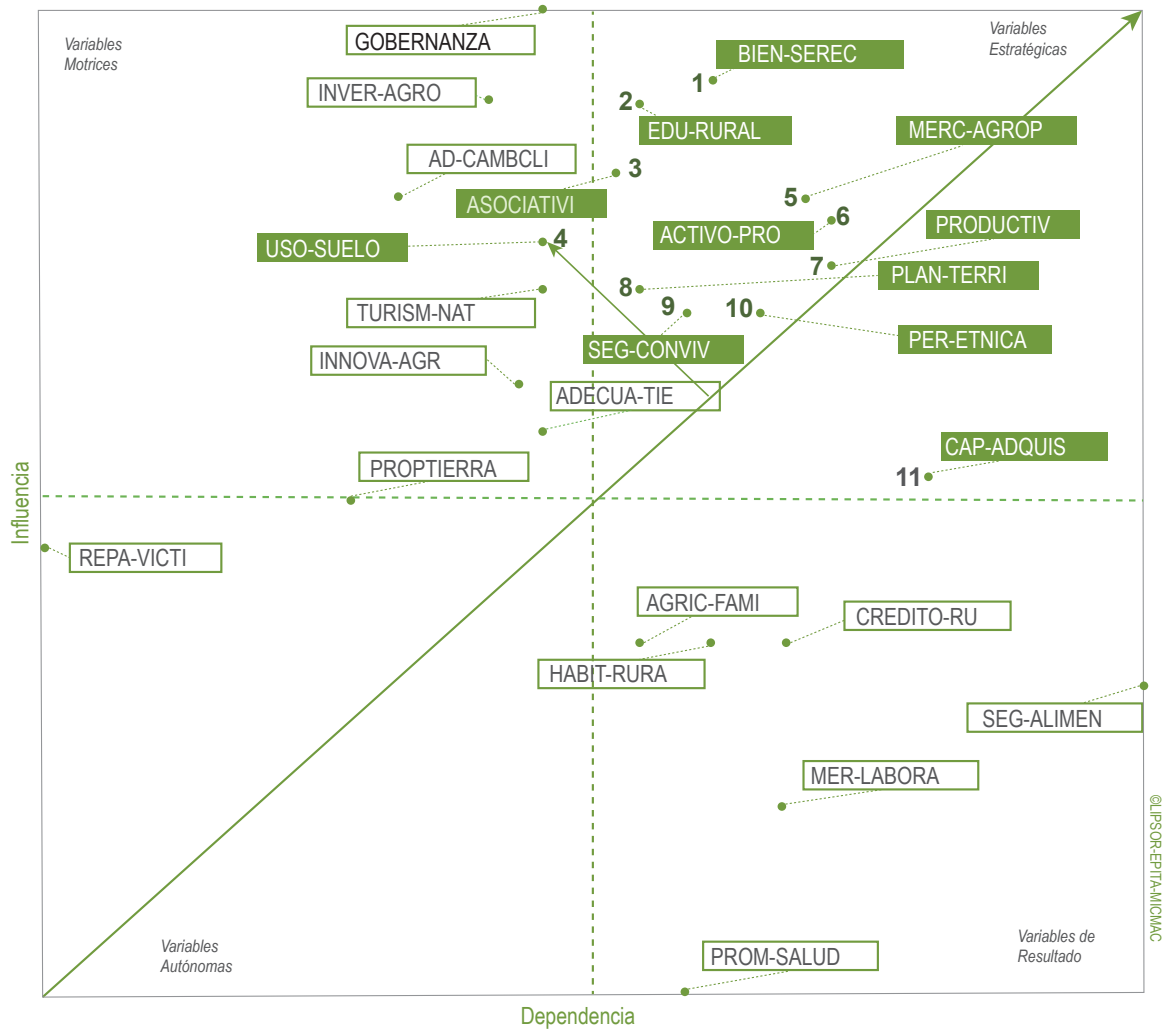 Variables
Motrices
GOBERNANZA
Variables
Estratégicas
BIEN-SEREC
1
INVER-AGRO
2
EDU-RURAL
MERC-AGROP
AD-CAMBCLI
3
ASOCIATIVI
5
6
USO-SUELO
4
ACTIVO-PRO
PRODUCTIV
7
PLAN-TERRI
8
TURISM-NAT
9
10
PER-ETNICA
SEG-CONVIV
INNOVA-AGR
ADECUA-TIE
CAP-ADQUIS
PROPTIERRA
11
Influencia
REPA-VICTI
AGRIC-FAMI
CREDITO-RU
HABIT-RURA
SEG-ALIMEN
MER-LABORA
©LIPSOR-EPITA-MICMAC
Variables
Autónomas
PROM-SALUD
Variables de
Resultado
Dependencia